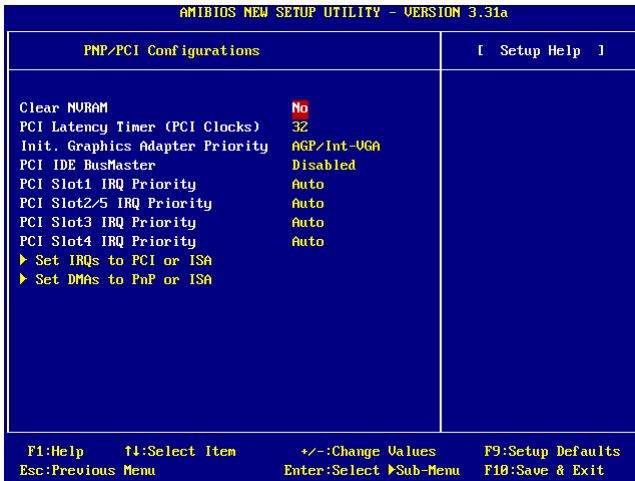 AMIBIOS NEW SETUP UTILITY - VERSION 3.31a
PNP/PCI Configurations
[ Setup Help ]
Clear NVRAM No
PCI Latency Timer (PCI Clocks) 32
Init. Graphics Adapter Priority AGP/Int-VGA
PCI IDE BusMaster Disabled
PCI Slot1 IRQ Priority Auto
PCI Slot2/5 IRQ Priority Auto
PCI Slot3 IRQ Priority Auto
PCI Slot4 IRQ Priority Auto
▶ Set IRQs to PCI or ISA
▶ Set DMAs to PnP or ISA
F1:Help ↑↓:Select Item +/-:Change Values F9:Setup Defaults
Esc:Previous Menu Enter:Select ▶Sub-Menu F10:Save & Exit